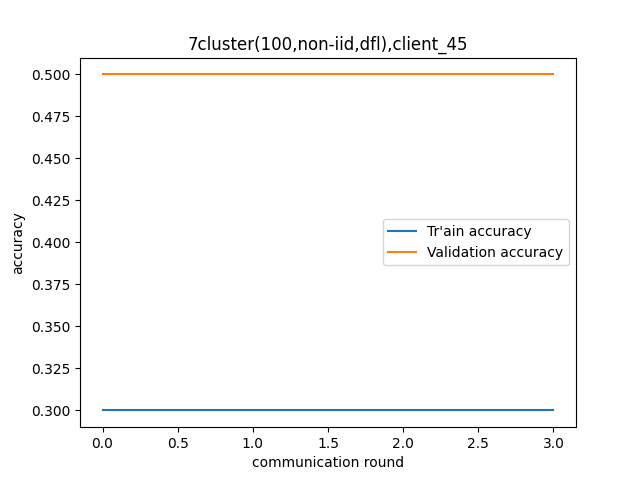 7cluster(100,non-iid,dfl),client_45
0.500
0.475
0.450
0.425
0.400
0.375
0.350
0.325
0.300
accuracy
Tr'ain accuracy
Validation accuracy
0.0 0.5 1.0 1.5 2.0 2.5 3.0
communication round